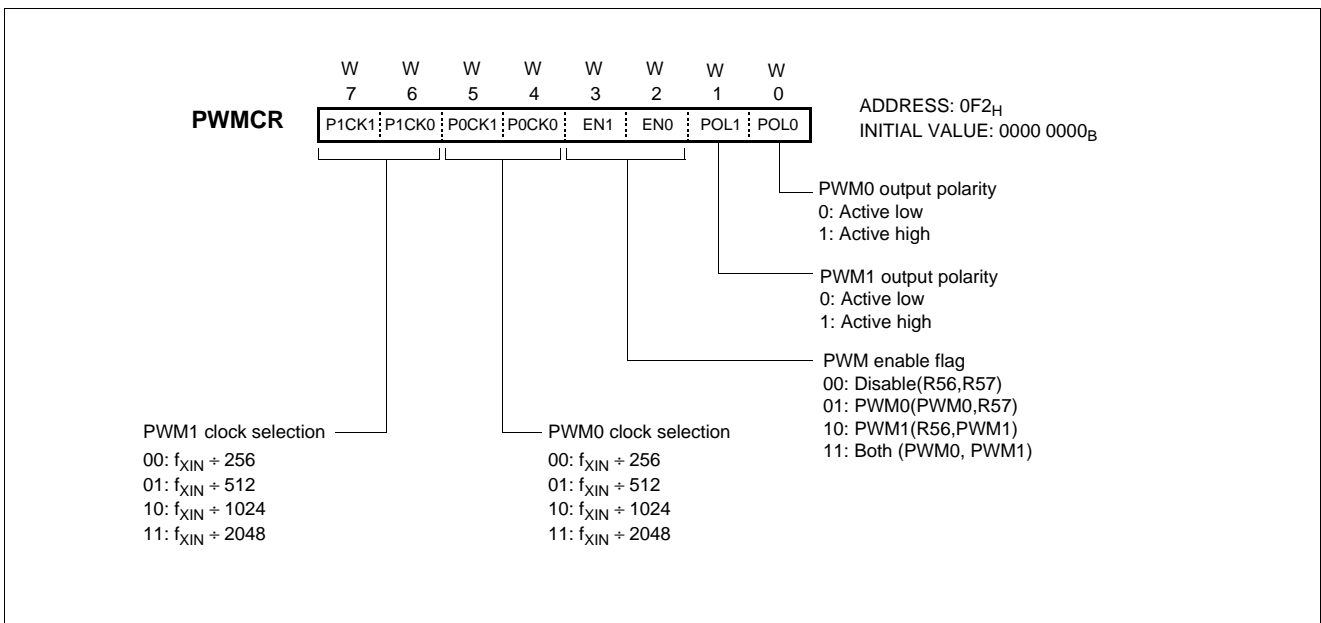 W W W W W W W W
7 6 5 4 3 2 1 0
PWMCR P1CK1 P1CK0 P0CK1 P0CK0 EN1 EN0 POL1 POL0
ADDRESS: 0F2H
INITIAL VALUE: 0000 0000B
PWM0 output polarity
0: Active low
1: Active high
PWM1 output polarity
0: Active low
1: Active high
PWM enable flag
00: Disable(R56,R57)
01: PWM0(PWM0,R57)
10: PWM1(R56,PWM1)
11: Both (PWM0, PWM1)
PWM1 clock selection
00: fXIN ÷ 256
01: fXIN ÷ 512
10: fXIN ÷ 1024
11: fXIN ÷ 2048
PWM0 clock selection
00: fXIN ÷ 256
01: fXIN ÷ 512
10: fXIN ÷ 1024
11: fXIN ÷ 2048